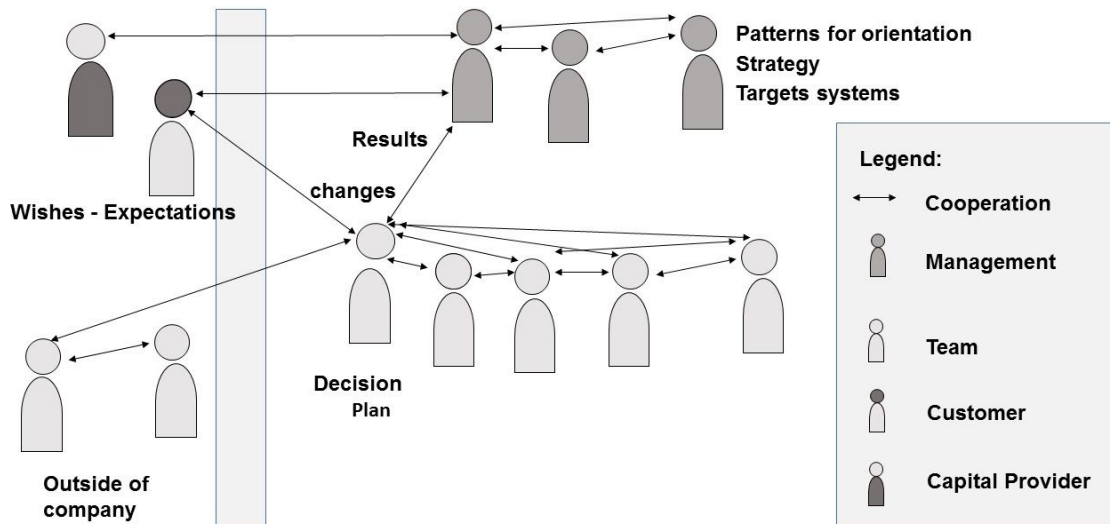 Patterns for orientation
Strategy
Targets systems
Results
changes
Wishes - Expectations
Decision
Plan
Outside of
company
Legend:
Cooperation
Management
Team
Customer
Capital Provider